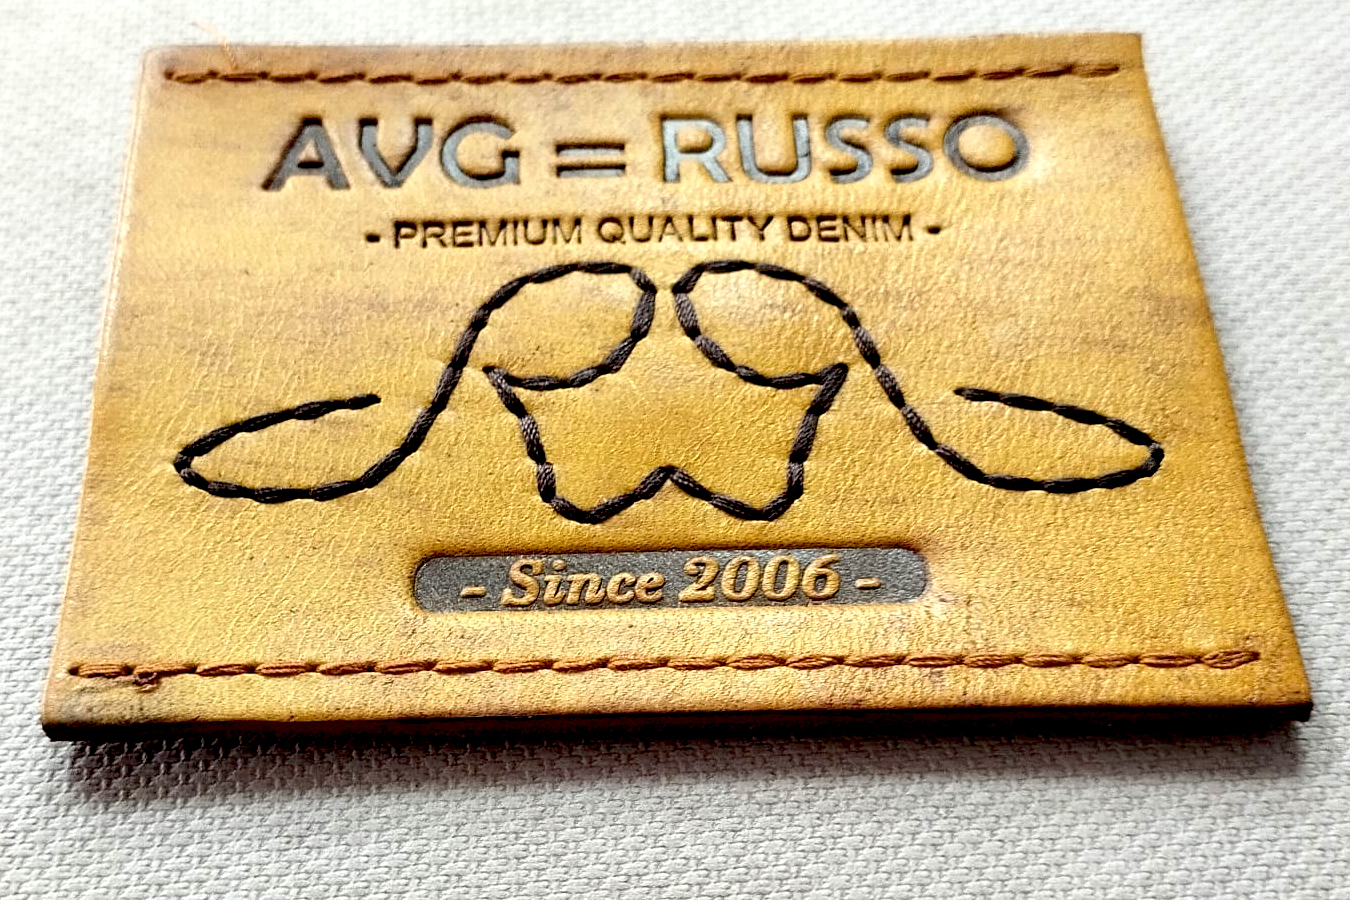 AVG = RUSSO
- PREMIUM QUALITY DENIM -
- Since 2006 -